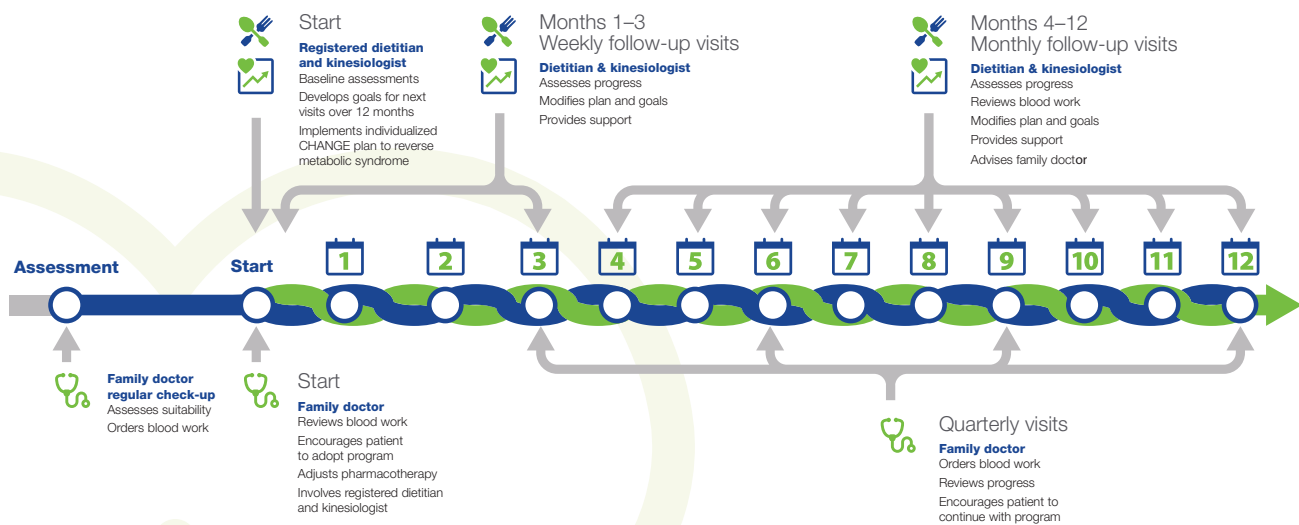 Start
Registered dietitian
and kinesiologist
Baseline assessments
Develops goals for next
visits over 12 months
Implements individualized
CHANGE plan to reverse
metabolic syndrome
Months 1–3
Weekly follow-up visits
Dietitian & kinesiologist
Assesses progress
Modifies plan and goals
Provides support
Months 4–12
Monthly follow-up visits
Dietitian & kinesiologist
Assesses progress
Reviews blood work
Modifies plan and goals
Provides support
Advises family doctor
Assessment
Start
1
2
3
4
5
6
7
8
9
10
11
12
Family doctor
regular check-up
Assesses suitability
Orders blood work
Start
Family doctor
Reviews blood work
Encourages patient
to adopt program
Adjusts pharmacotherapy
Involves registered dietitian
and kinesiologist
Quarterly visits
Family doctor
Orders blood work
Reviews progress
Encourages patient to
continue with program